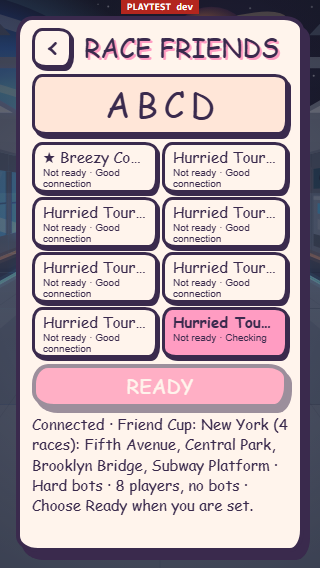 PLAYTEST dev
RACE FRIENDS
ABCD
★ Breezy Co...
Not ready · Good
connection
Hurried Tour...
Not ready · Good
connection
Hurried Tour...
Not ready · Good
connection
Hurried Tour...
Not ready · Good
connection
Hurried Tour...
Not ready · Good
connection
Hurried Tour...
Not ready · Good
connection
Hurried Tour...
Not ready · Good
connection
Hurried Tou...
Not ready · Checking
READY
Connected · Friend Cup: New York (4
races): Fifth Avenue, Central Park,
Brooklyn Bridge, Subway Platform ·
Hard bots · 8 players, no bots ·
Choose Ready when you are set.